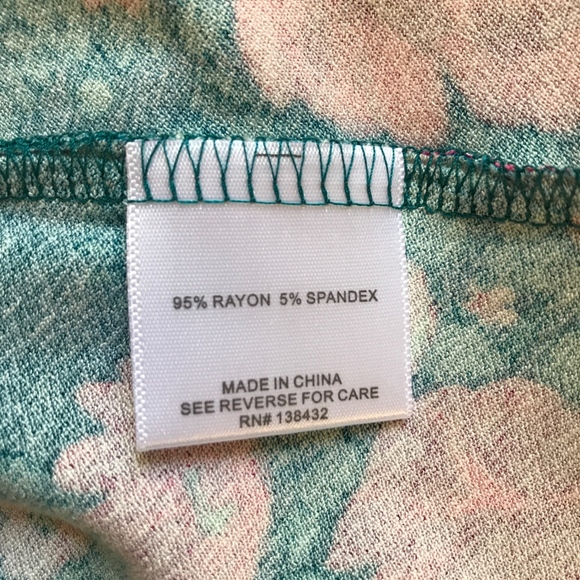 95% RAYON 5% SPANDEX
MADE IN CHINA
SEE REVERSE FOR CARE
RN# 138432